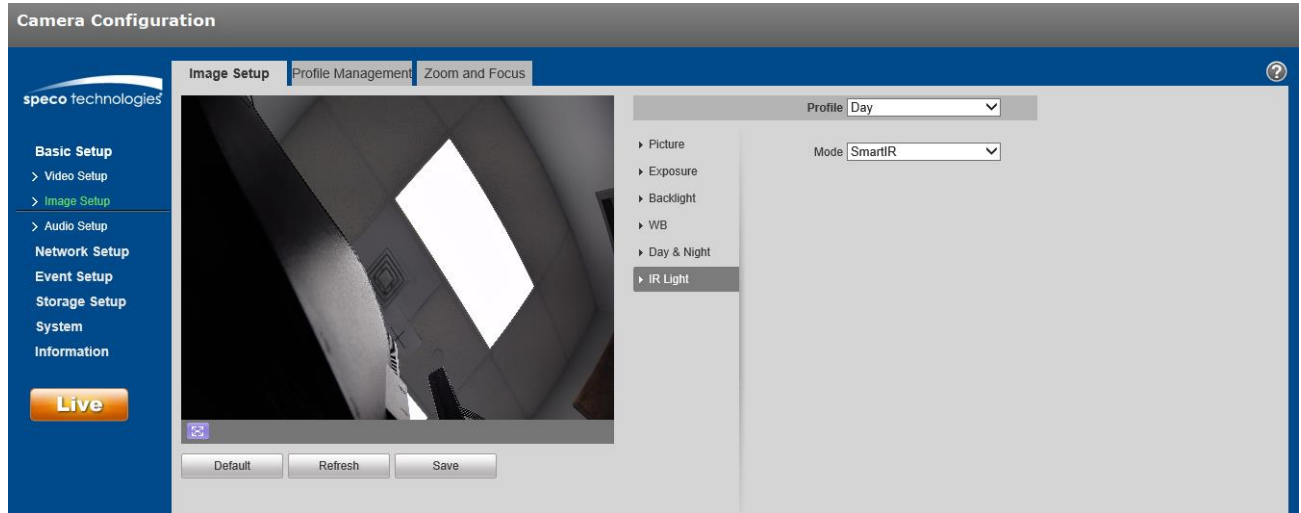 Camera Configuration
speco technologies
Image Setup
Profile Management
Zoom and Focus
?
Basic Setup
> Video Setup
> Image Setup
> Audio Setup
Network Setup
Event Setup
Storage Setup
System
Information
Live
Default
Refresh
Save
Profile Day
Picture
Exposure
Backlight
WB
Day & Night
IR Light
Mode SmartIR